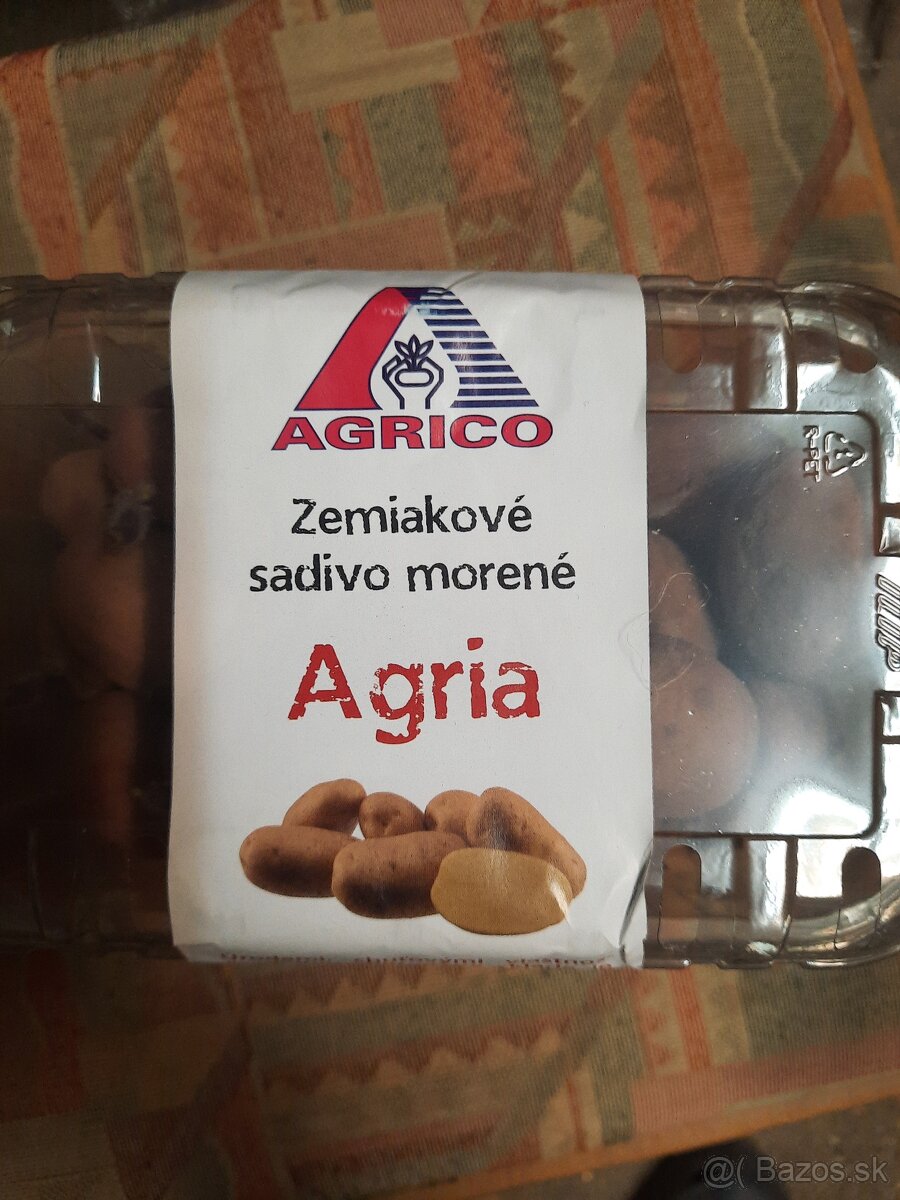 AGRICO
Zemiakové
sadivo morené
Agria
@( Bazos.sk